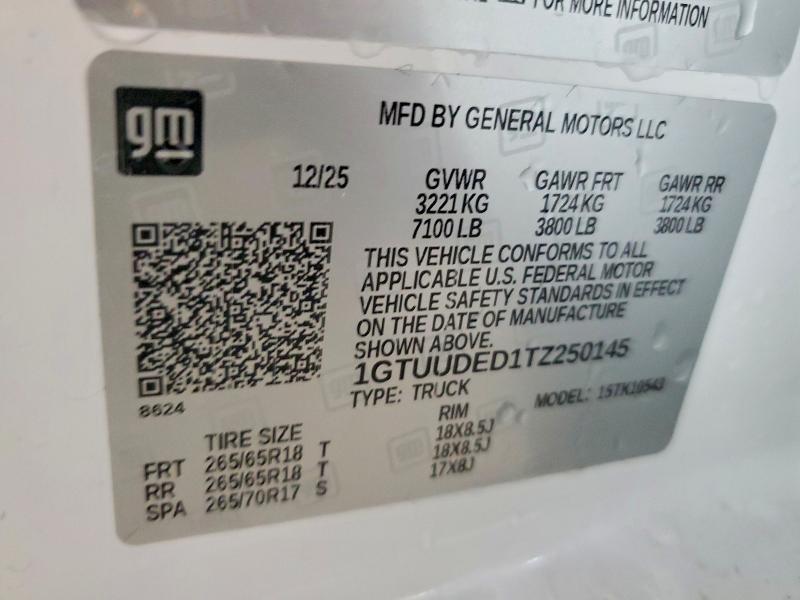 FOR MORE INFORMATION
gm
MFD BY GENERAL MOTORS LLC
12/25 GVWR GAWR FRT GAWR RR
3221 KG 1724 KG 1724 KG
7100 LB 3800 LB 3800 LB
THIS VEHICLE CONFORMS TO ALL
APPLICABLE U.S. FEDERAL MOTOR
VEHICLE SAFETY STANDARDS IN EFFECT
ON THE DATE OF MANUFACTURE
SHOWN ABOVE.
1GTUUDED1TZ250145
TYPE: TRUCK MODEL: 15TK10543
8624
TIRE SIZE RIM
FRT 265/65R18 T 18X8.5J
RR 265/65R18 T 18X8.5J
SPA 265/70R17 S 17X8J